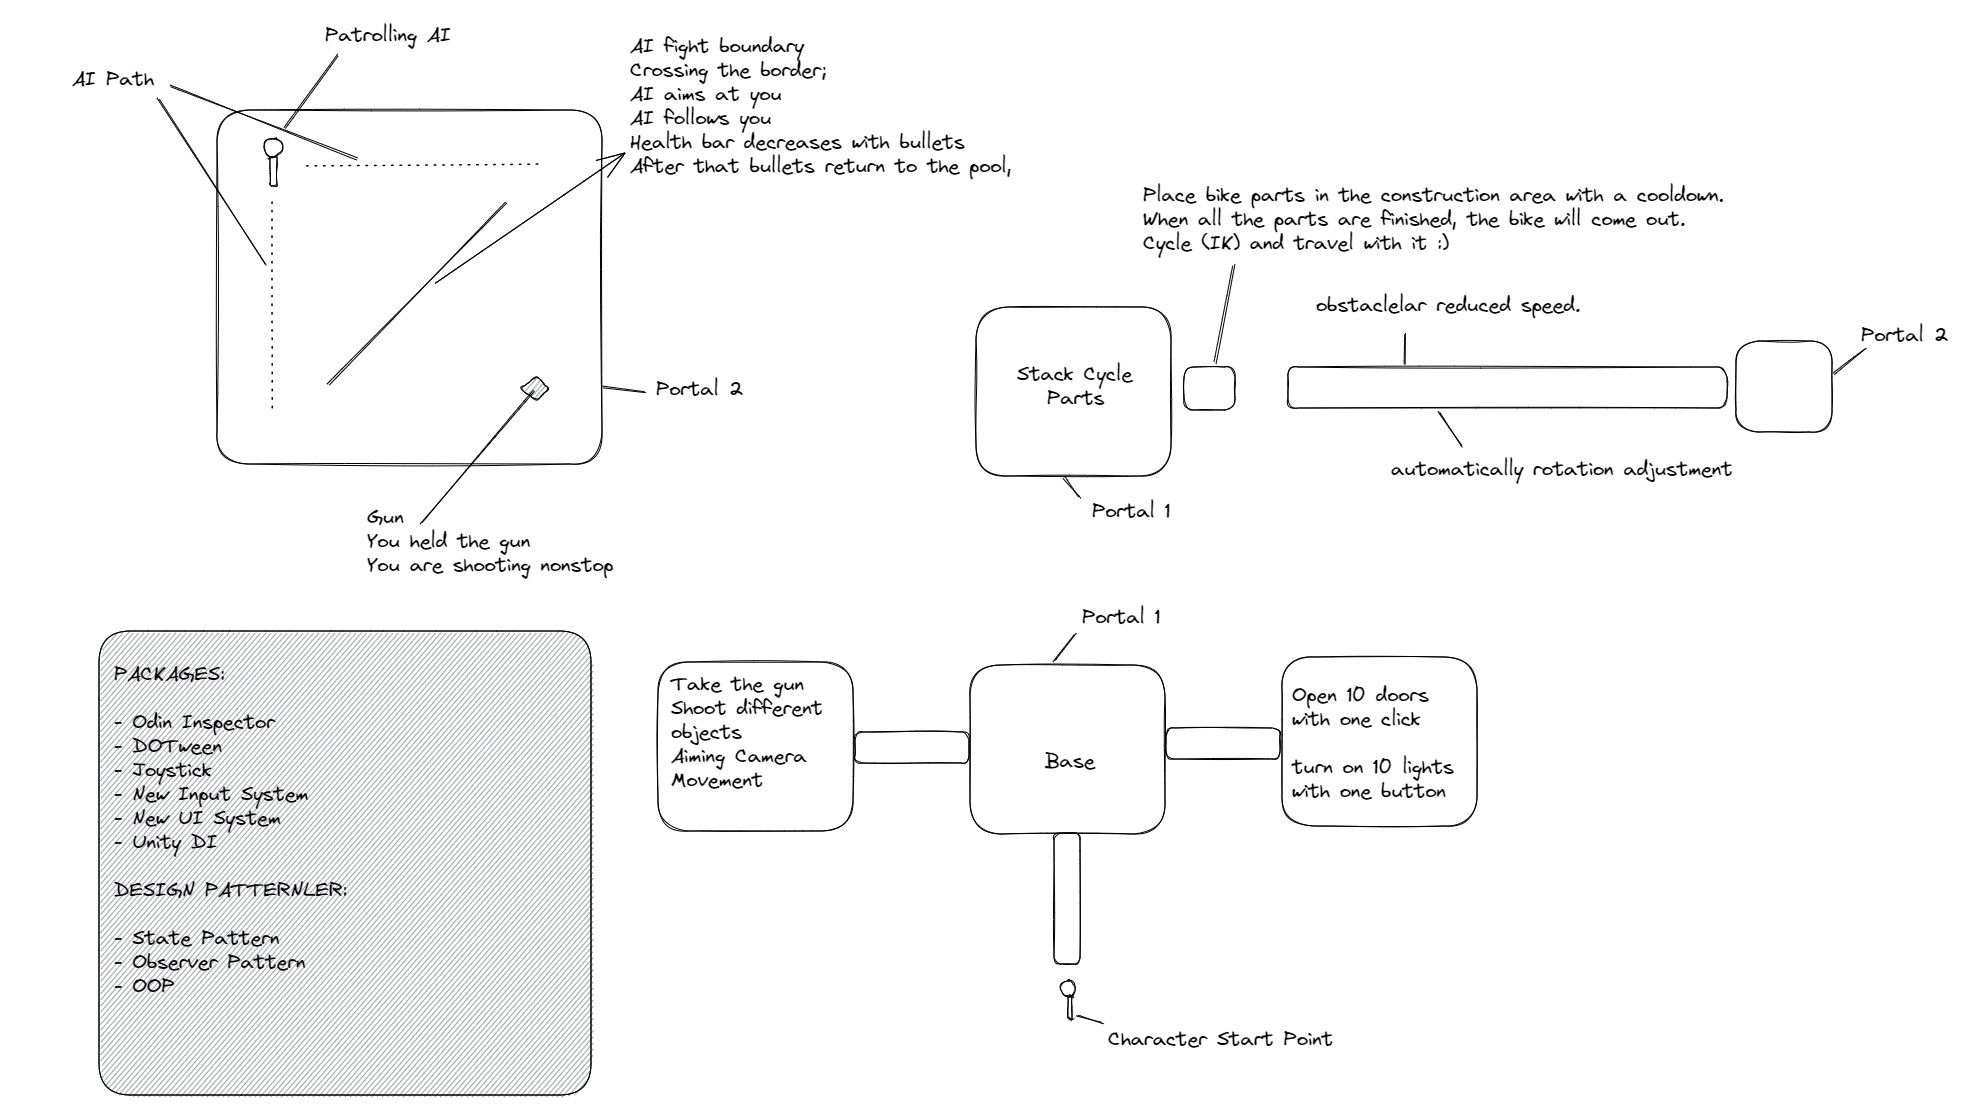 Patrolling AI
AI Path
AI fight boundary
Crossing the border;
AI aims at you
AI follows you
Health bar decreases with bullets
After that bullets return to the pool,
Portal 2
Gun
You held the gun
You are shooting nonstop
Place bike parts in the construction area with a cooldown.
When all the parts are finished, the bike will come out.
Cycle (IK) and travel with it :)
obstaclelar reduced speed.
Portal 2
Stack Cycle
Parts
automatically rotation adjustment
Portal 1
PACKAGES:
- Odin Inspector
- DOTween
- Joystick
- New Input System
- New UI System
- Unity DI
DESIGN PATTERNLER:
- State Pattern
- Observer Pattern
- OOP
Portal 1
Take the gun
Shoot different
objects
Aiming Camera
Movement
Base
Open 10 doors
with one click
turn on 10 lights
with one button
Character Start Point